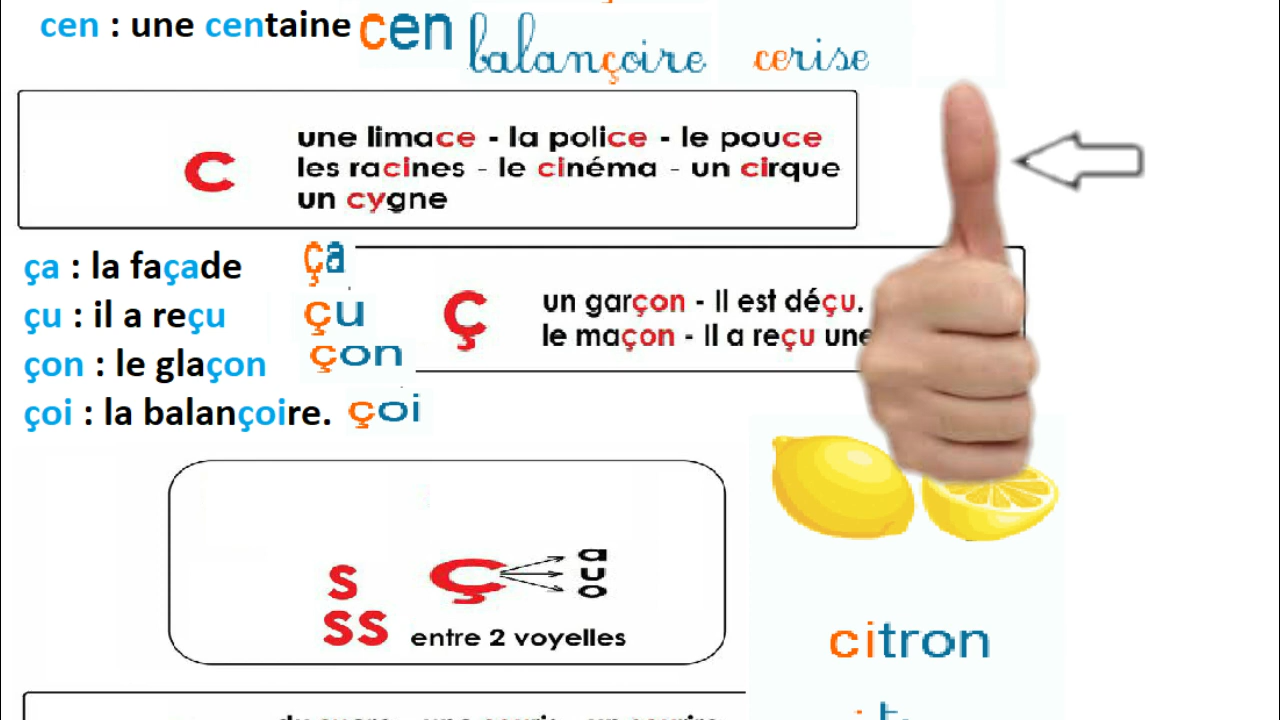 cen : une centaine cen balançoire cerise
c
une limace - la police - le pouce
les racines - le cinéma - un cirque
un cygne
ça : la façade ça
çu : il a reçu çu
çon : le glaçon çon
çoi : la balançoire. çoi
ç
un garçon - Il est déçu.
le maçon - Il a reçu une
s
ss
ç
a
u
o
entre 2 voyelles
citron